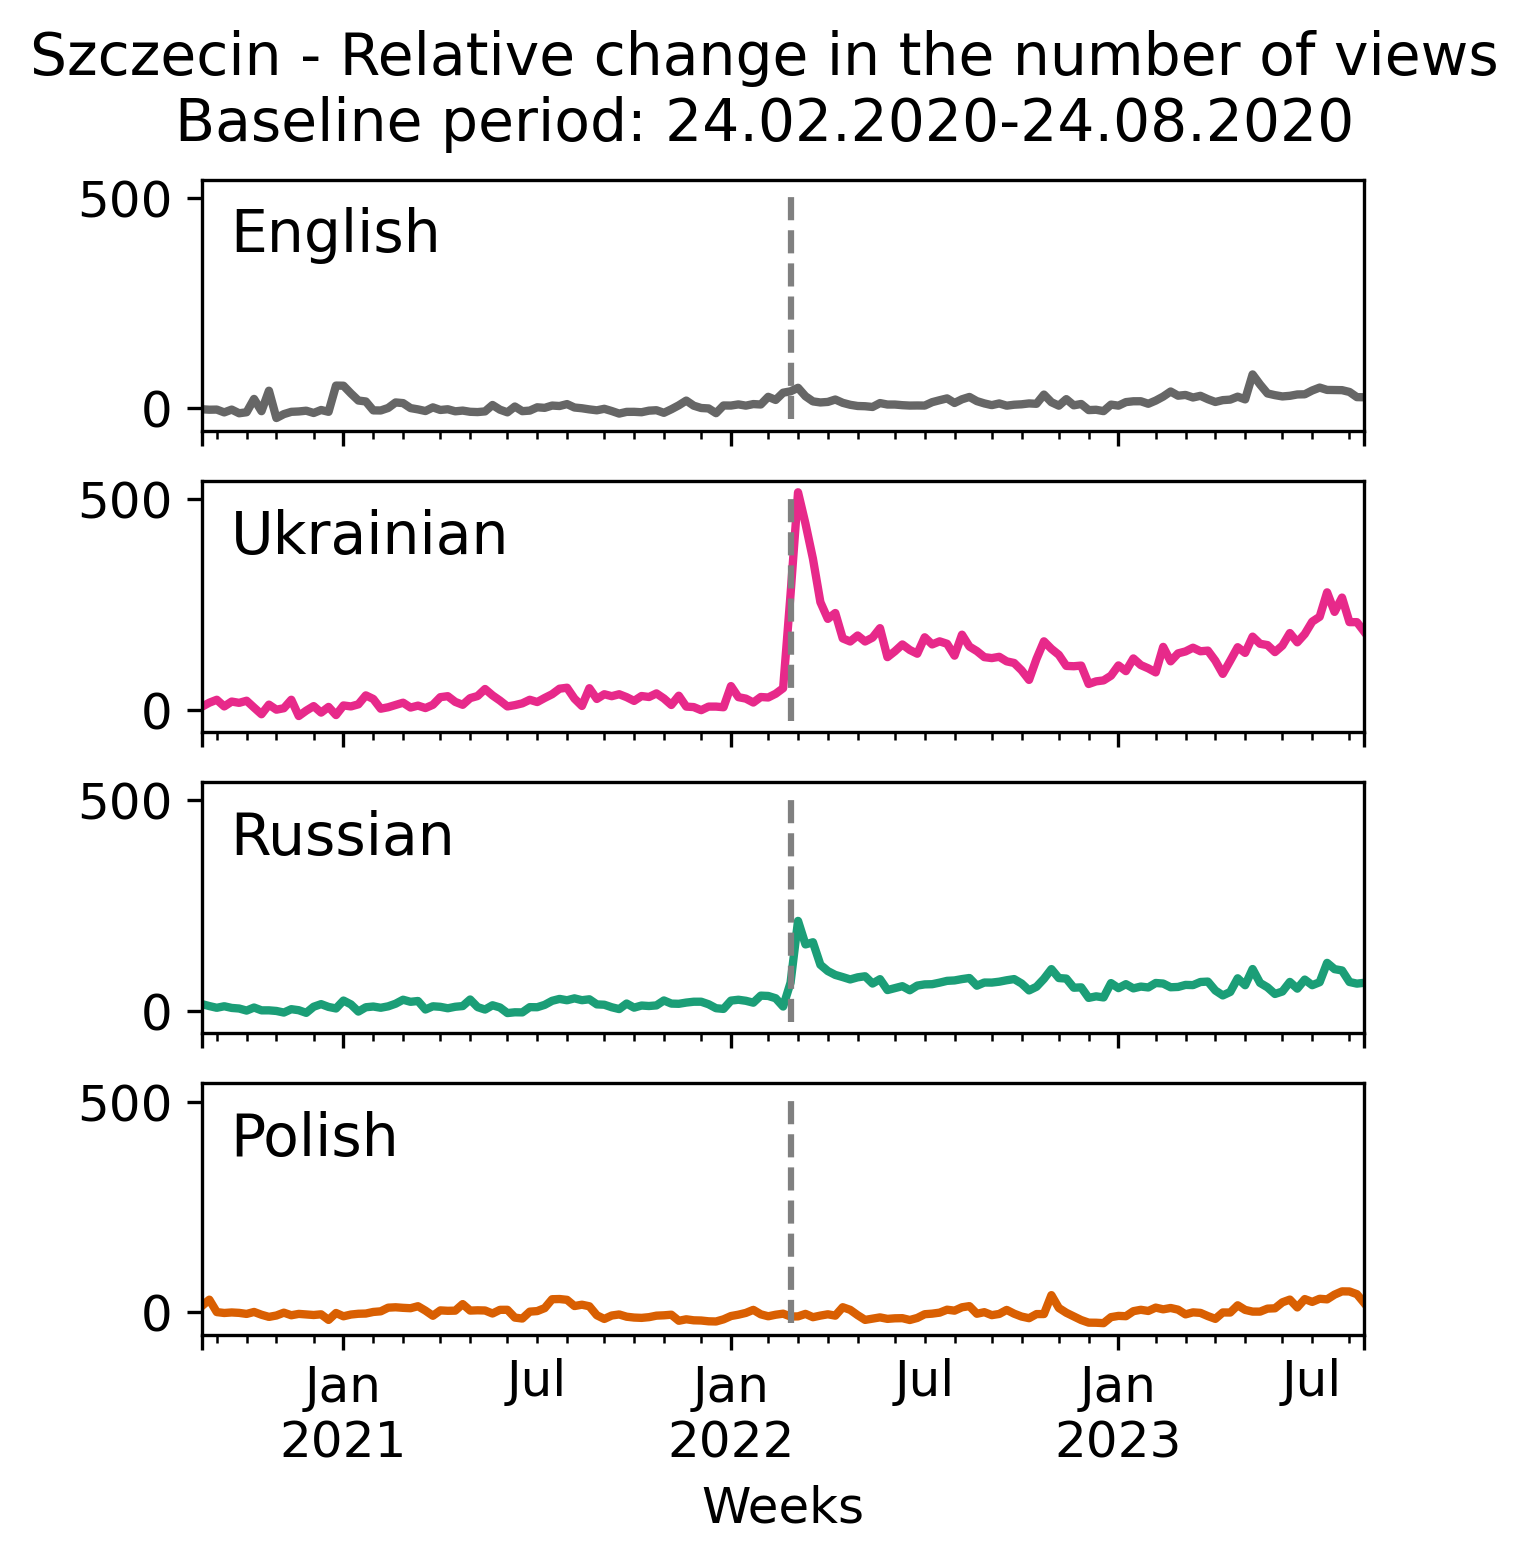 Szczecin - Relative change in the number of views
Baseline period: 24.02.2020-24.08.2020
500
English
0
500
Ukrainian
0
500
Russian
0
500
Polish
0
Jan Jul Jan Jul Jan Jul
2021 2022 2023
Weeks